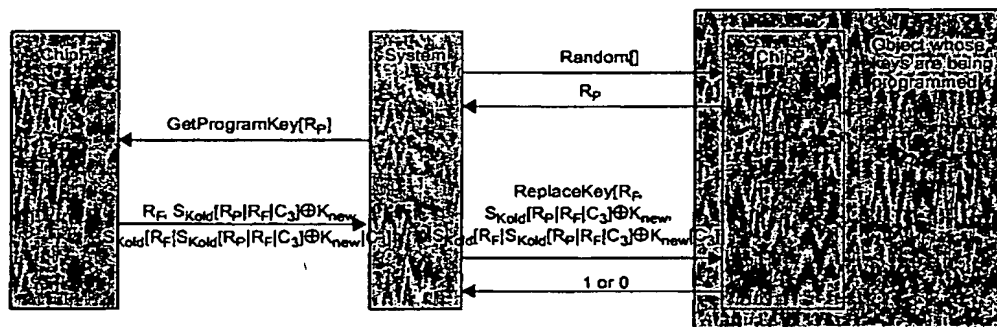 ChipF
System
ChipP
Object whose
keys are being
programmed
Random[]
R_P
GetProgramKey[R_P]
R_F, S_Kold[R_P|R_F|C_3]⊕K_new,
S_Kold[R_F|S_Kold[R_P|R_F|C_3]⊕K_new|C_3]
ReplaceKey[R_F,
S_Kold[R_P|R_F|C_3]⊕K_new,
S_Kold[R_F|S_Kold[R_P|R_F|C_3]⊕K_new|C_3]
1 or 0